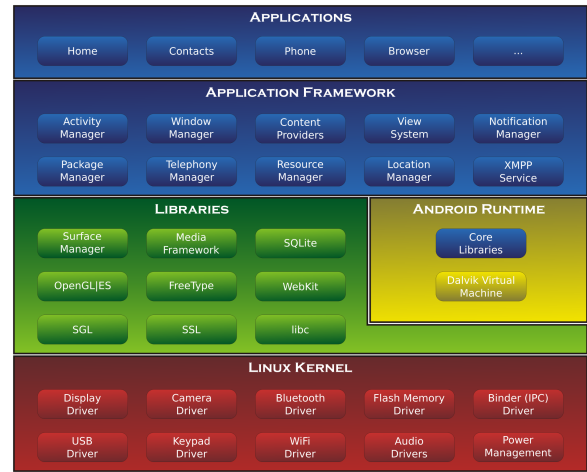 APPLICATIONS
Home
Contacts
Phone
Browser
...
APPLICATION FRAMEWORK
Activity
Manager
Window
Manager
Content
Providers
View
System
Notification
Manager
Package
Manager
Telephony
Manager
Resource
Manager
Location
Manager
XMPP
Service
LIBRARIES
Surface
Manager
Media
Framework
SQLite
OpenGL|ES
FreeType
WebKit
SGL
SSL
libc
ANDROID RUNTIME
Core
Libraries
Dalvik Virtual
Machine
LINUX KERNEL
Display
Driver
Camera
Driver
Bluetooth
Driver
Flash Memory
Driver
Binder (IPC)
Driver
USB
Driver
Keypad
Driver
WiFi
Driver
Audio
Drivers
Power
Management